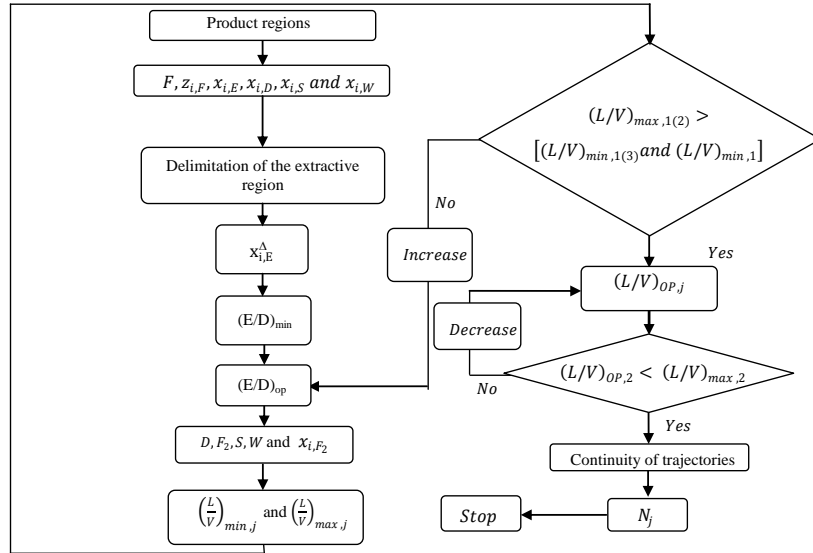 Product regions
F, z_{i,F}, x_{i,E}, x_{i,D}, x_{i,S} and x_{i,W}
Delimitation of the extractive
region
x^Δ_{i,E}
(E/D)_{min}
(E/D)_{op}
D, F_2, S, W and x_{i,F_2}
(L/V)_{min,j} and (L/V)_{max,j}
(L/V)_{max,1(2)} >
[(L/V)_{min,1(3)} and (L/V)_{min,1}]
No
Increase
Yes
(L/V)_{OP,j}
Decrease
(L/V)_{OP,2} < (L/V)_{max,2}
No
Yes
Continuity of trajectories
N_j
Stop